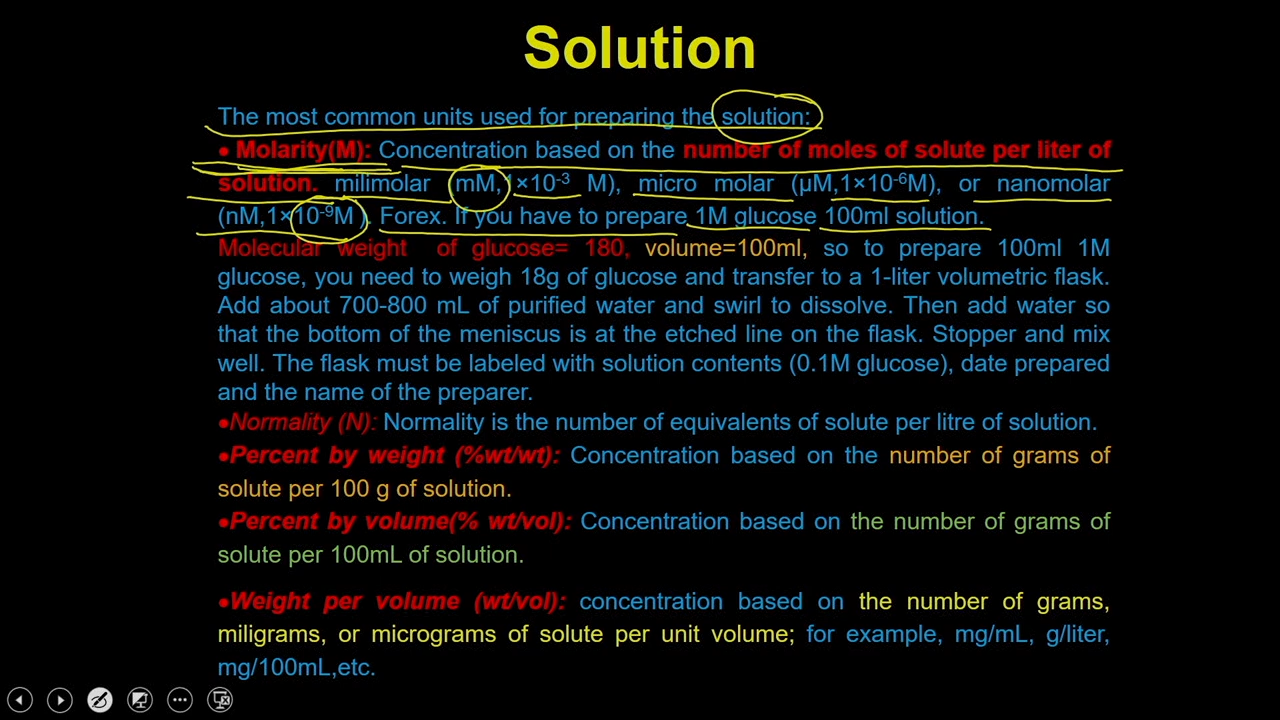 Solution
The most common units used for preparing the solution:
• Molarity(M): Concentration based on the number of moles of solute per liter of
solution. milimolar mM,1×10⁻³ M), micro molar (µM,1×10⁻⁶M), or nanomolar
(nM,1×10⁻⁹M ). Forex. If you have to prepare 1M glucose 100ml solution.
Molecular weight of glucose= 180, volume=100ml, so to prepare 100ml 1M
glucose, you need to weigh 18g of glucose and transfer to a 1-liter volumetric flask.
Add about 700-800 mL of purified water and swirl to dissolve. Then add water so
that the bottom of the meniscus is at the etched line on the flask. Stopper and mix
well. The flask must be labeled with solution contents (0.1M glucose), date prepared
and the name of the preparer.
•Normality (N): Normality is the number of equivalents of solute per litre of solution.
•Percent by weight (%wt/wt): Concentration based on the number of grams of
solute per 100 g of solution.
•Percent by volume(% wt/vol): Concentration based on the number of grams of
solute per 100mL of solution.
•Weight per volume (wt/vol): concentration based on the number of grams,
miligrams, or micrograms of solute per unit volume; for example, mg/mL, g/liter,
mg/100mL,etc.